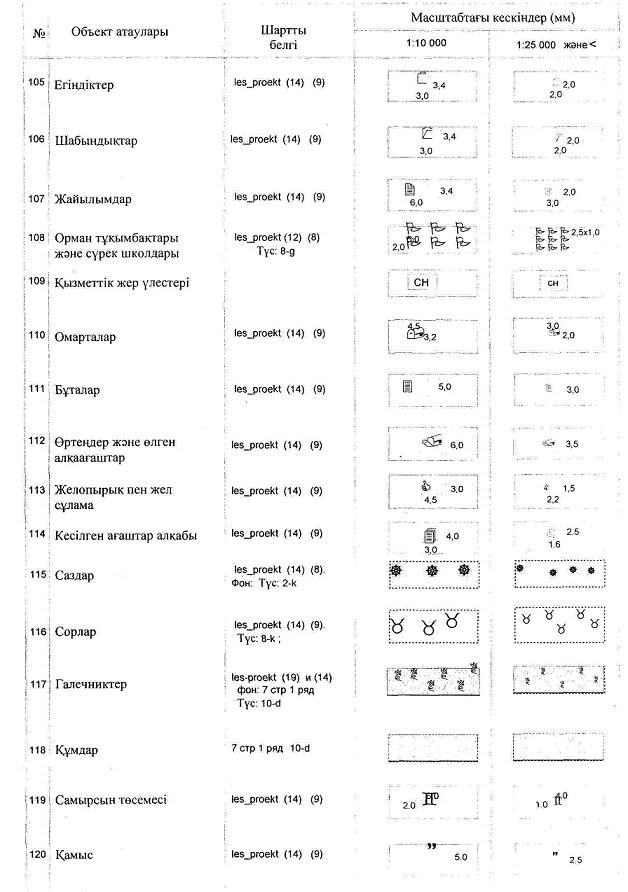 № Объект атаулары Шартты белгі Масштабтағы кескіндер (мм)
1:10 000 1:25 000 және <
105 Егіндіктер les_proekt (14) (9) 3,4 3,0 2,0 2,0
106 Шабындықтар les_proekt (14) (9) 3,4 3,0 2,0 2,0
107 Жайылымдар les_proekt (14) (9) 3,4 6,0 2,0 3,0
108 Орман тұқымбақтары les_proekt (12) (8) 2,0 2,5х1,0
және сүрек школдары Түс: 8-g
109 Қызметтік жер үлестері СН СН
110 Омарталар les_proekt (14) (9) 4,5 3,2 3,0 2,0
111 Бұталар les_proekt (14) (9) 5,0 3,0
112 Өртеңдер және өлген les_proekt (14) (9) 6,0 3,5
алқаағаштар
113 Желопырық пен жел les_proekt (14) (9) 3,0 4,5 1,5 2,2
сұлама
114 Кесілген ағаштар алқабы les_proekt (14) (9) 4,0 3,0 2.5 1.6
115 Саздар les_proekt (14) (8).
Фон: Түс: 2-k
116 Сорлар les_proekt (14) (9).
Түс: 8-k ;
117 Галечниктер les-proekt (19) и (14)
фон: 7 стр 1 ряд
Түс: 10-d
118 Құмдар 7 стр 1 ряд 10-d
119 Самырсын төсемесі les_proekt (14) (9) 2.0 1.0
120 Қамыс les_proekt (14) (9) 5.0 2.5